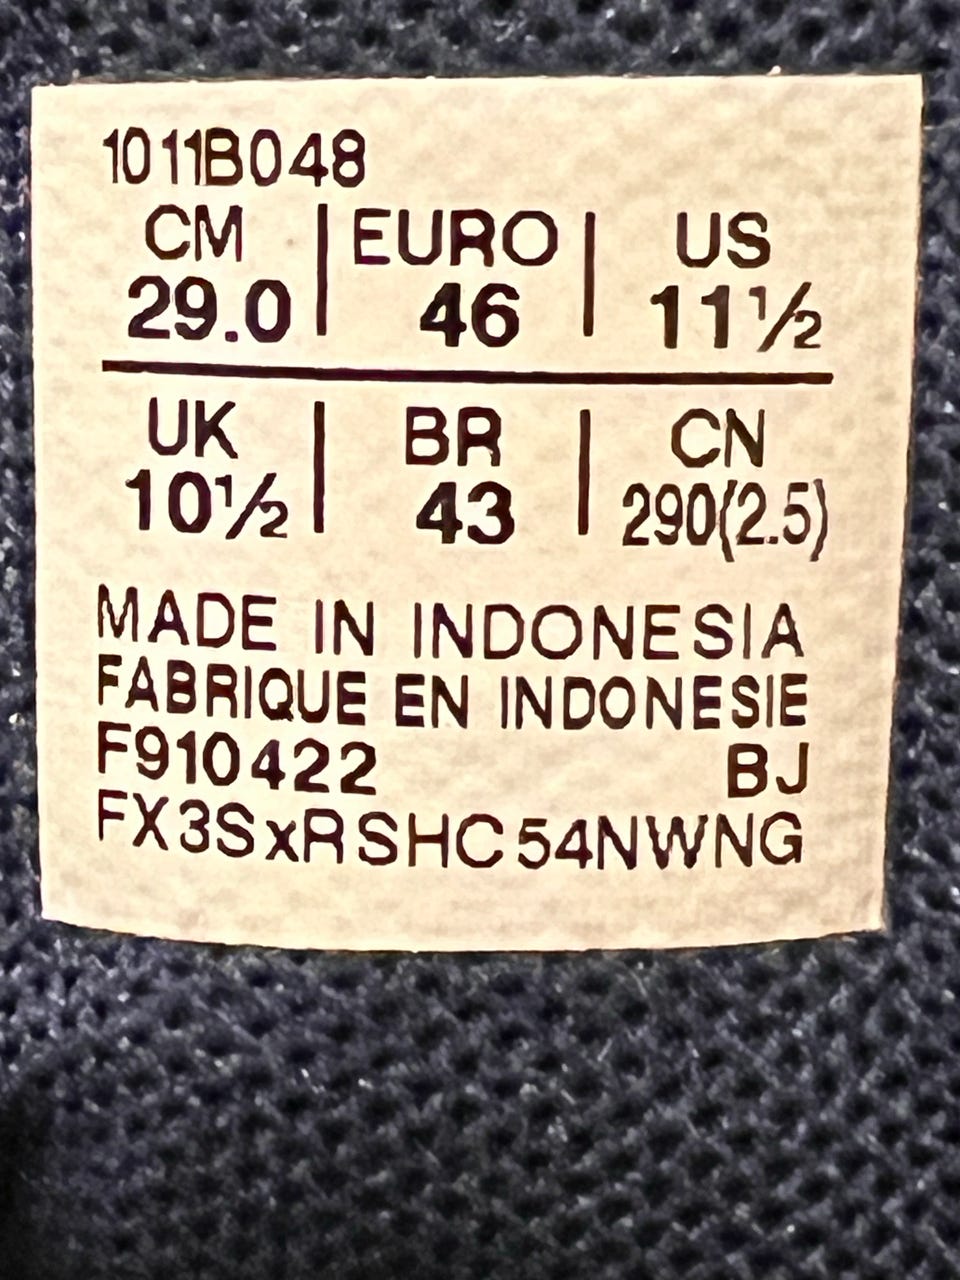 1011B048
CM | EURO | US
29.0 | 46 | 11½
UK | BR | CN
10½ | 43 | 290(2.5)
MADE IN INDONESIA
FABRIQUE EN INDONESIE
F910422 BJ
FX3SxRSHC54NWNG